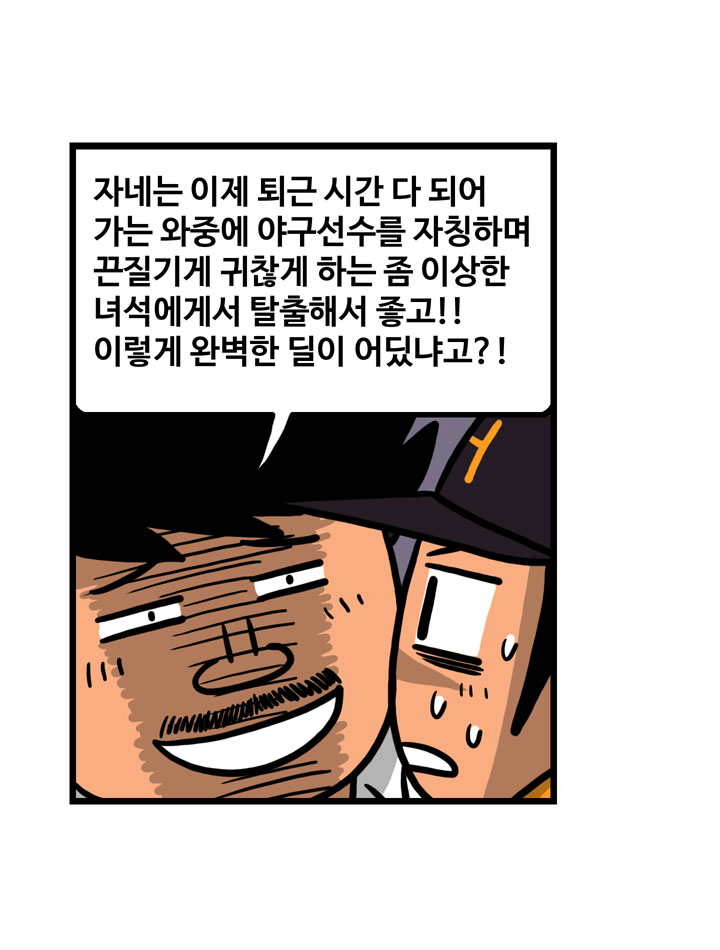 자네는 이제 퇴근 시간 다 되어
가는 와중에 야구선수를 자칭하며
끈질기게 귀찮게 하는 좀 이상한
녀석에게서 탈출해서 좋고!!
이렇게 완벽한 딜이 어딨냐고?!